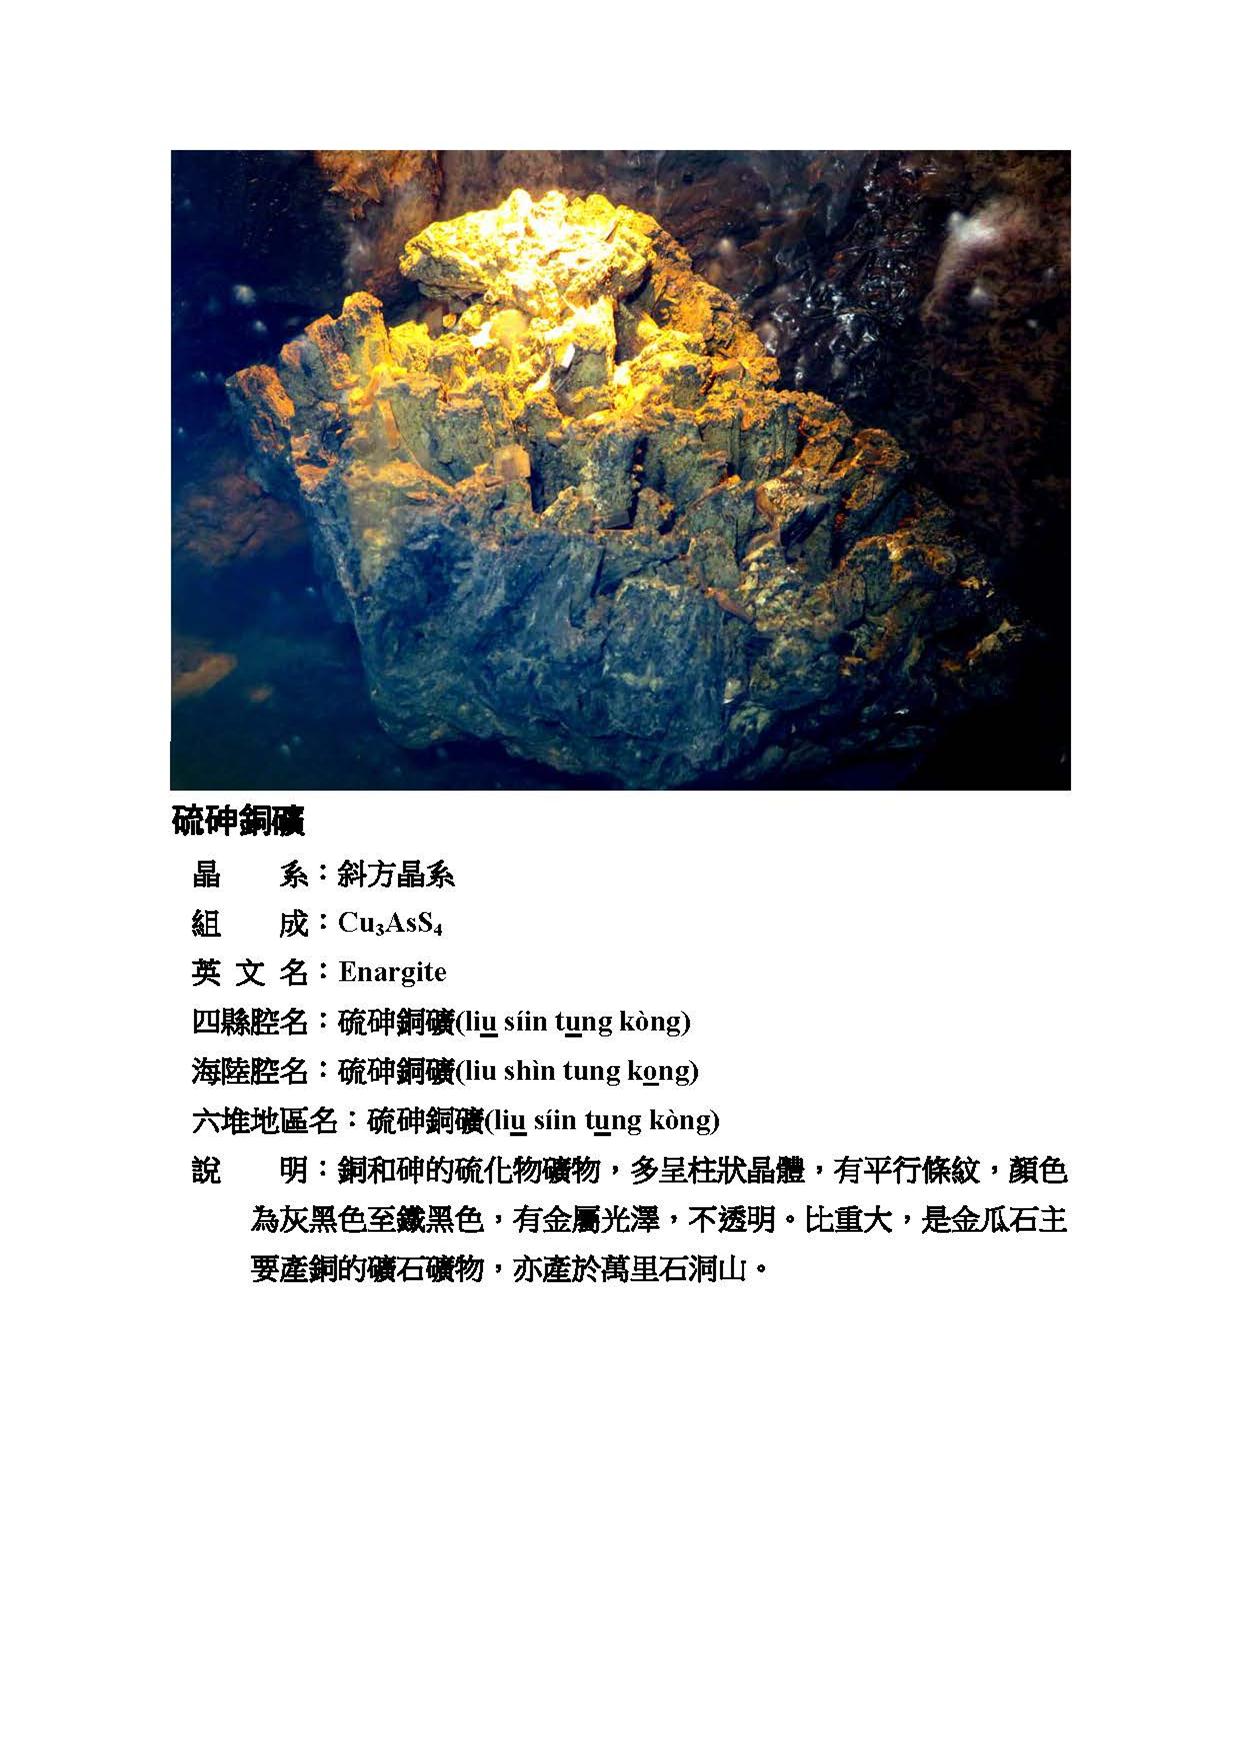 硫砷銅礦
晶　　系：斜方晶系
組　　成：Cu₃AsS₄
英 文 名：Enargite
四縣腔名：硫砷銅礦(liu síin tung kòng)
海陸腔名：硫砷銅礦(liu shìn tung kong)
六堆地區名：硫砷銅礦(liu síin tung kòng)
說　　明：銅和砷的硫化物礦物，多呈柱狀晶體，有平行條紋，顏色
為灰黑色至鐵黑色，有金屬光澤，不透明。比重大，是金瓜石主
要產銅的礦石礦物，亦產於萬里石洞山。